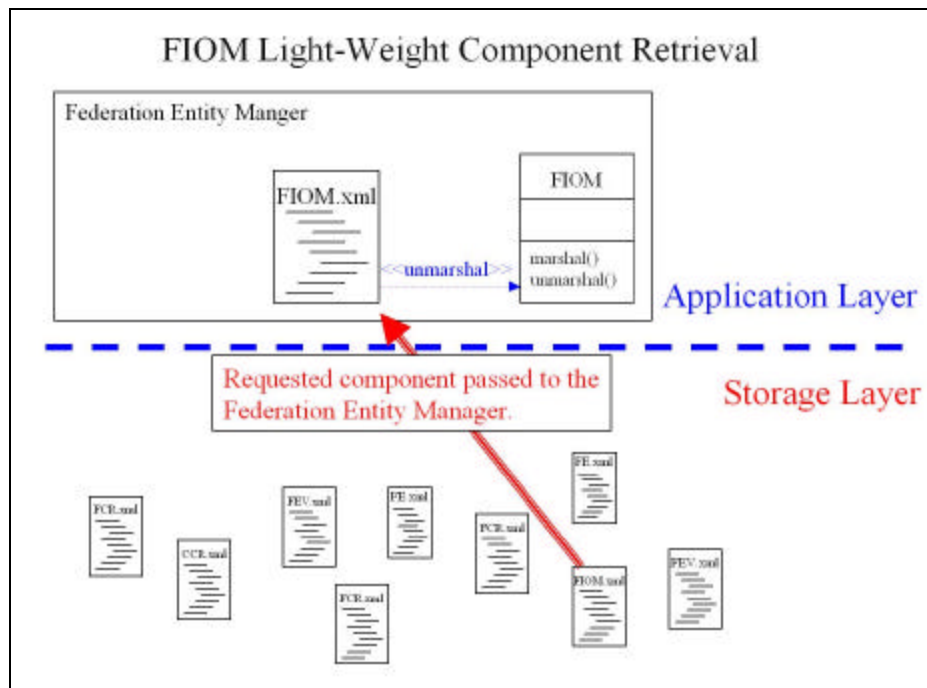 FIOM Light-Weight Component Retrieval
Federation Entity Manger
FIOM.xml
FIOM
<<unmarshal>>
marshal()
unmarshal()
Application Layer
Requested component passed to the
Federation Entity Manager.
Storage Layer
FE.xml
FCR.xml
FEV.xml
FE.xml
FCR.xml
CCR.xml
FEV.xml
FIOM.xml
FCR.xml